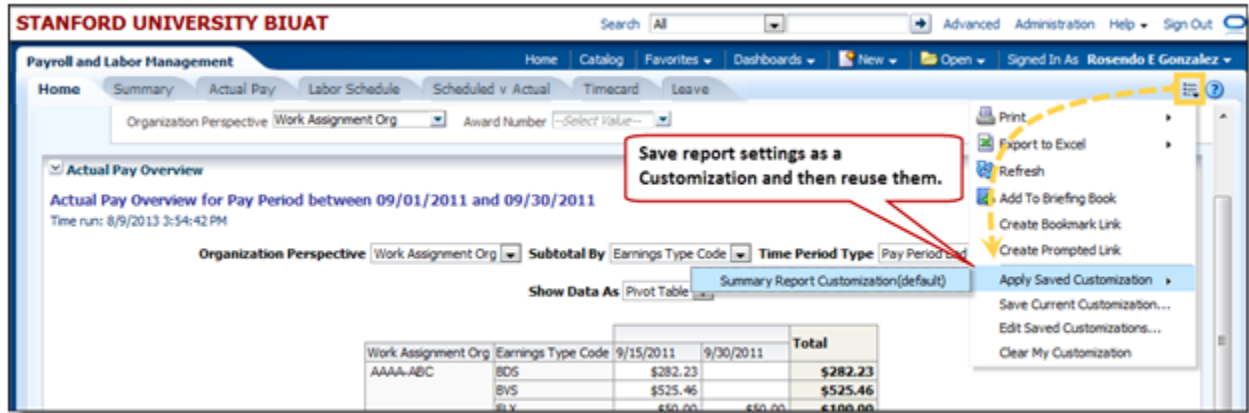 STANFORD UNIVERSITY BIUAT
Search All Advanced Administration Help Sign Out
Payroll and Labor Management
Home Catalog Favorites Dashboards New Open Signed In As Rosendo E Gonzalez
Home Summary Actual Pay Labor Schedule Scheduled v Actual Timecard Leave
Organization Perspective Work Assignment Org Award Number --Select Value--
Print
Export to Excel
Refresh
Add To Briefing Book
Create Bookmark Link
Create Prompted Link
Apply Saved Customization
Save Current Customization...
Edit Saved Customizations...
Clear My Customization
Save report settings as a
Customization and then reuse them.
Summary Report Customization(default)
Actual Pay Overview
Actual Pay Overview for Pay Period between 09/01/2011 and 09/30/2011
Time run: 8/9/2013 3:54:42 PM
Organization Perspective Work Assignment Org Subtotal By Earnings Type Code Time Period Type Pay Period End
Show Data As Pivot Table
Total
Work Assignment Org Earnings Type Code 9/15/2011 9/30/2011
AAAA-ABC BDS $282.23 $282.23
BVS $525.46 $525.46
$50.00 $50.00 $100.00